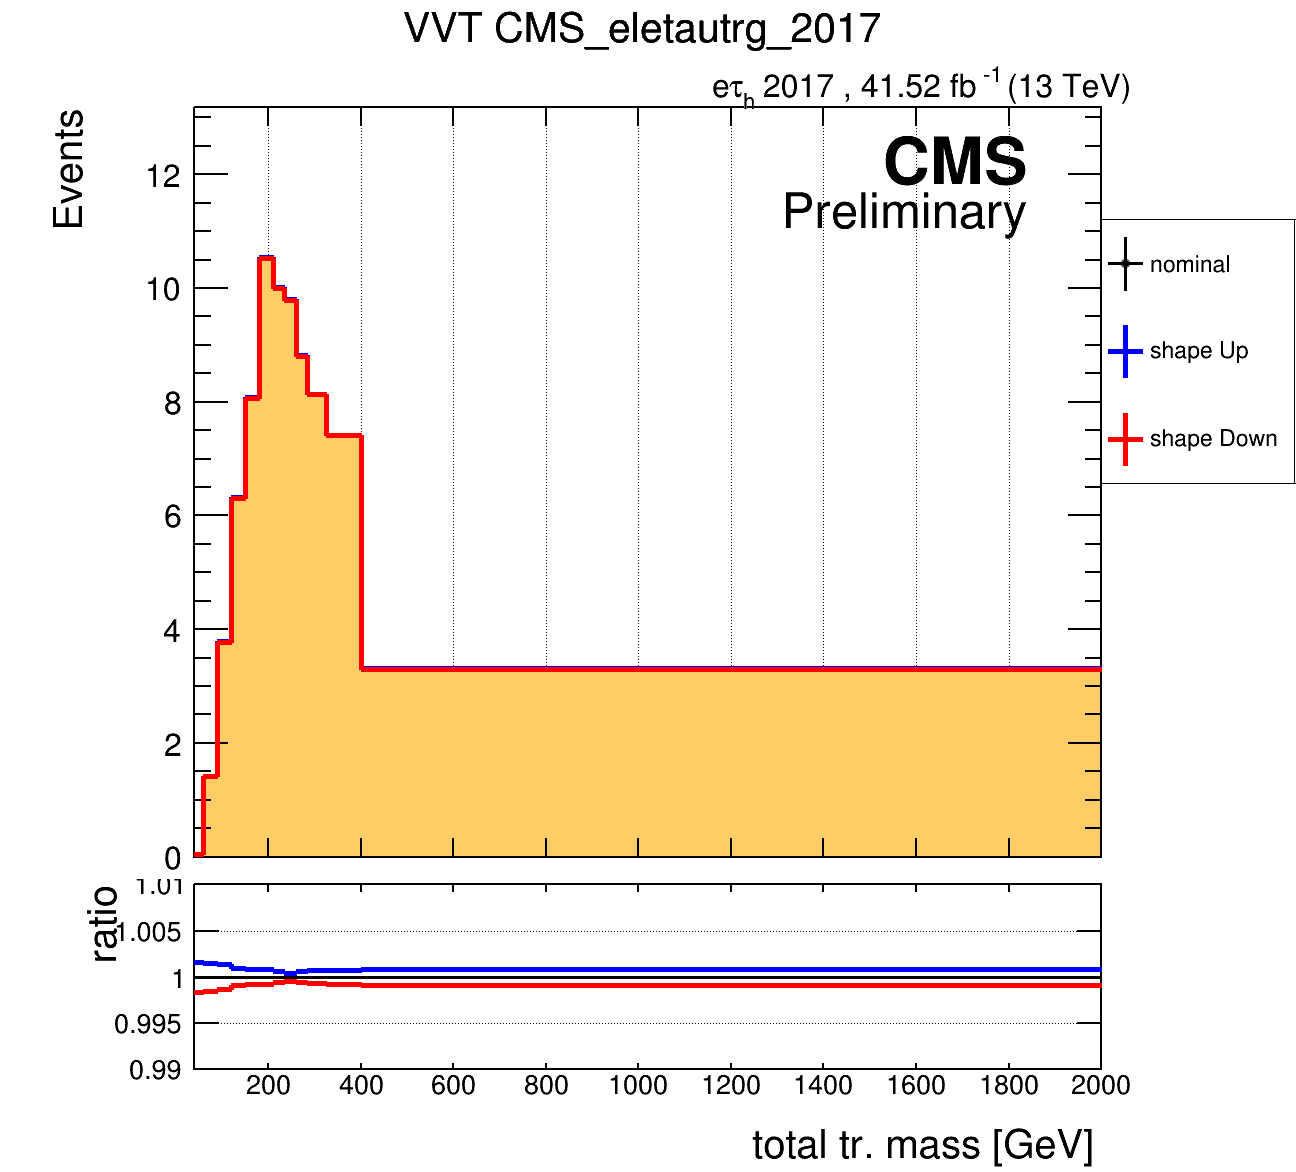 VVT CMS_eletautrg_2017
eτh 2017 , 41.52 fb -1 (13 TeV)
Events
CMS
Preliminary
12
10
8
6
4
2
0
nominal
shape Up
shape Down
ratio
1.01
1.005
1
0.995
0.99
200 400 600 800 1000 1200 1400 1600 1800 2000
total tr. mass [GeV]